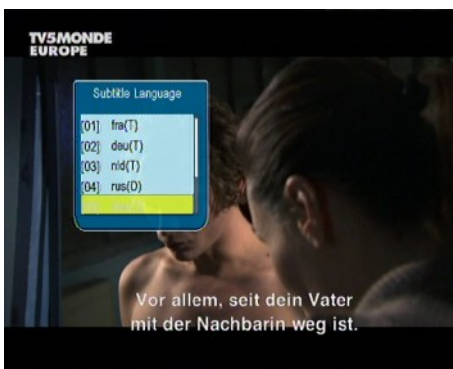 TV5MONDE
EUROPE
Subtitle Language
[01] fra(T)
[02] deu(T)
[03] nld(T)
[04] rus(D)
Vor allem, seit dein Vater
mit der Nachbarin weg ist.